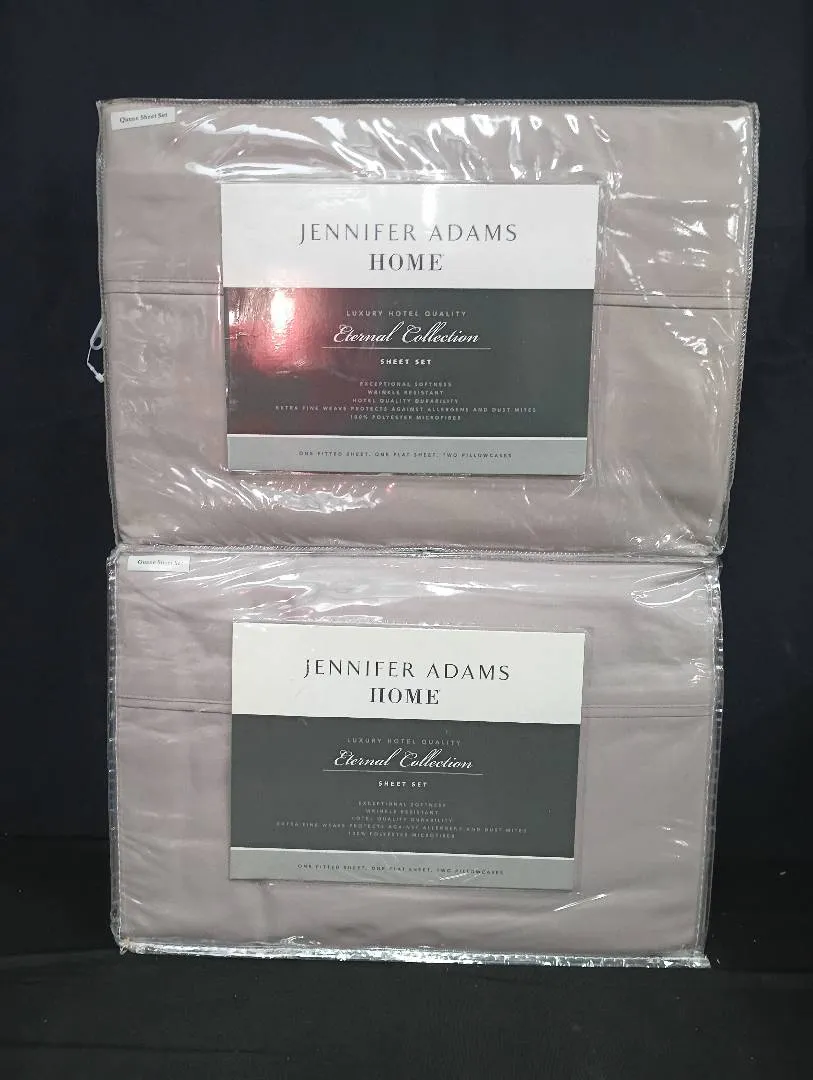 Queen Sheet Set
JENNIFER ADAMS
HOME
LUXURY HOTEL QUALITY
Eternal Collection
SHEET SET
EXCEPTIONAL SOFTNESS
WRINKLE RESISTANT
HOTEL QUALITY DURABILITY
EXTRA FINE WEAVE PROTECTS AGAINST ALLERGENS AND DUST MITES
100% POLYESTER MICROFIBER
ONE FITTED SHEET, ONE FLAT SHEET, TWO PILLOWCASES
Queen Sheet Set
JENNIFER ADAMS
HOME
LUXURY HOTEL QUALITY
Eternal Collection
SHEET SET
EXCEPTIONAL SOFTNESS
WRINKLE RESISTANT
HOTEL QUALITY DURABILITY
EXTRA FINE WEAVE PROTECTS AGAINST ALLERGENS AND DUST MITES
100% POLYESTER MICROFIBER
ONE FITTED SHEET, ONE FLAT SHEET, TWO PILLOWCASES